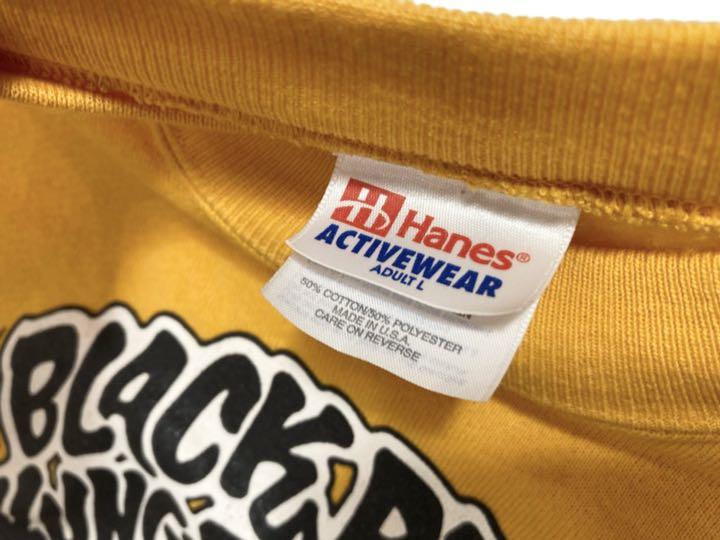 Hanes®
ACTIVEWEAR
ADULT L
50% COTTON/50% POLYESTER
MADE IN U.S.A.
CARE ON REVERSE
BLACK